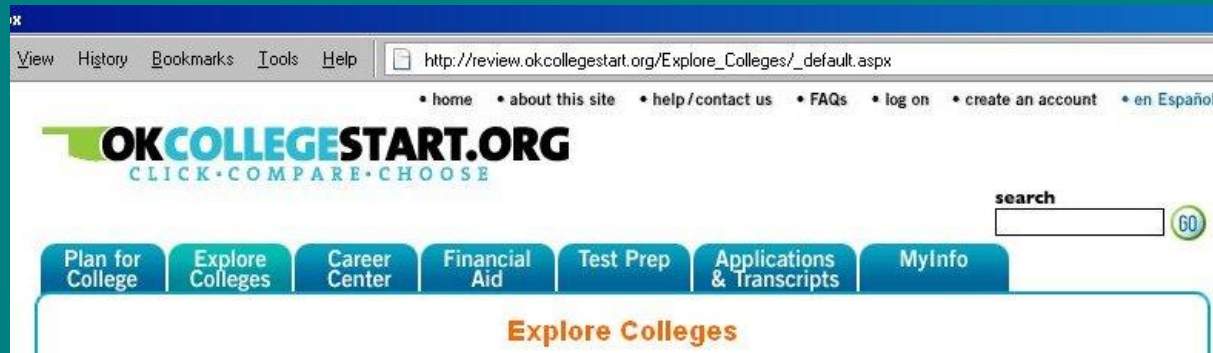 ox
View History Bookmarks Tools Help http://review.okcollegestart.org/Explore_Colleges/_default.aspx
• home • about this site • help/contact us • FAQs • log on • create an account • en Español
OKCOLLEGESTART.ORG
CLICK•COMPARE•CHOOSE
search
GO
Plan for College Explore Colleges Career Center Financial Aid Test Prep Applications & Transcripts MyInfo
Explore Colleges